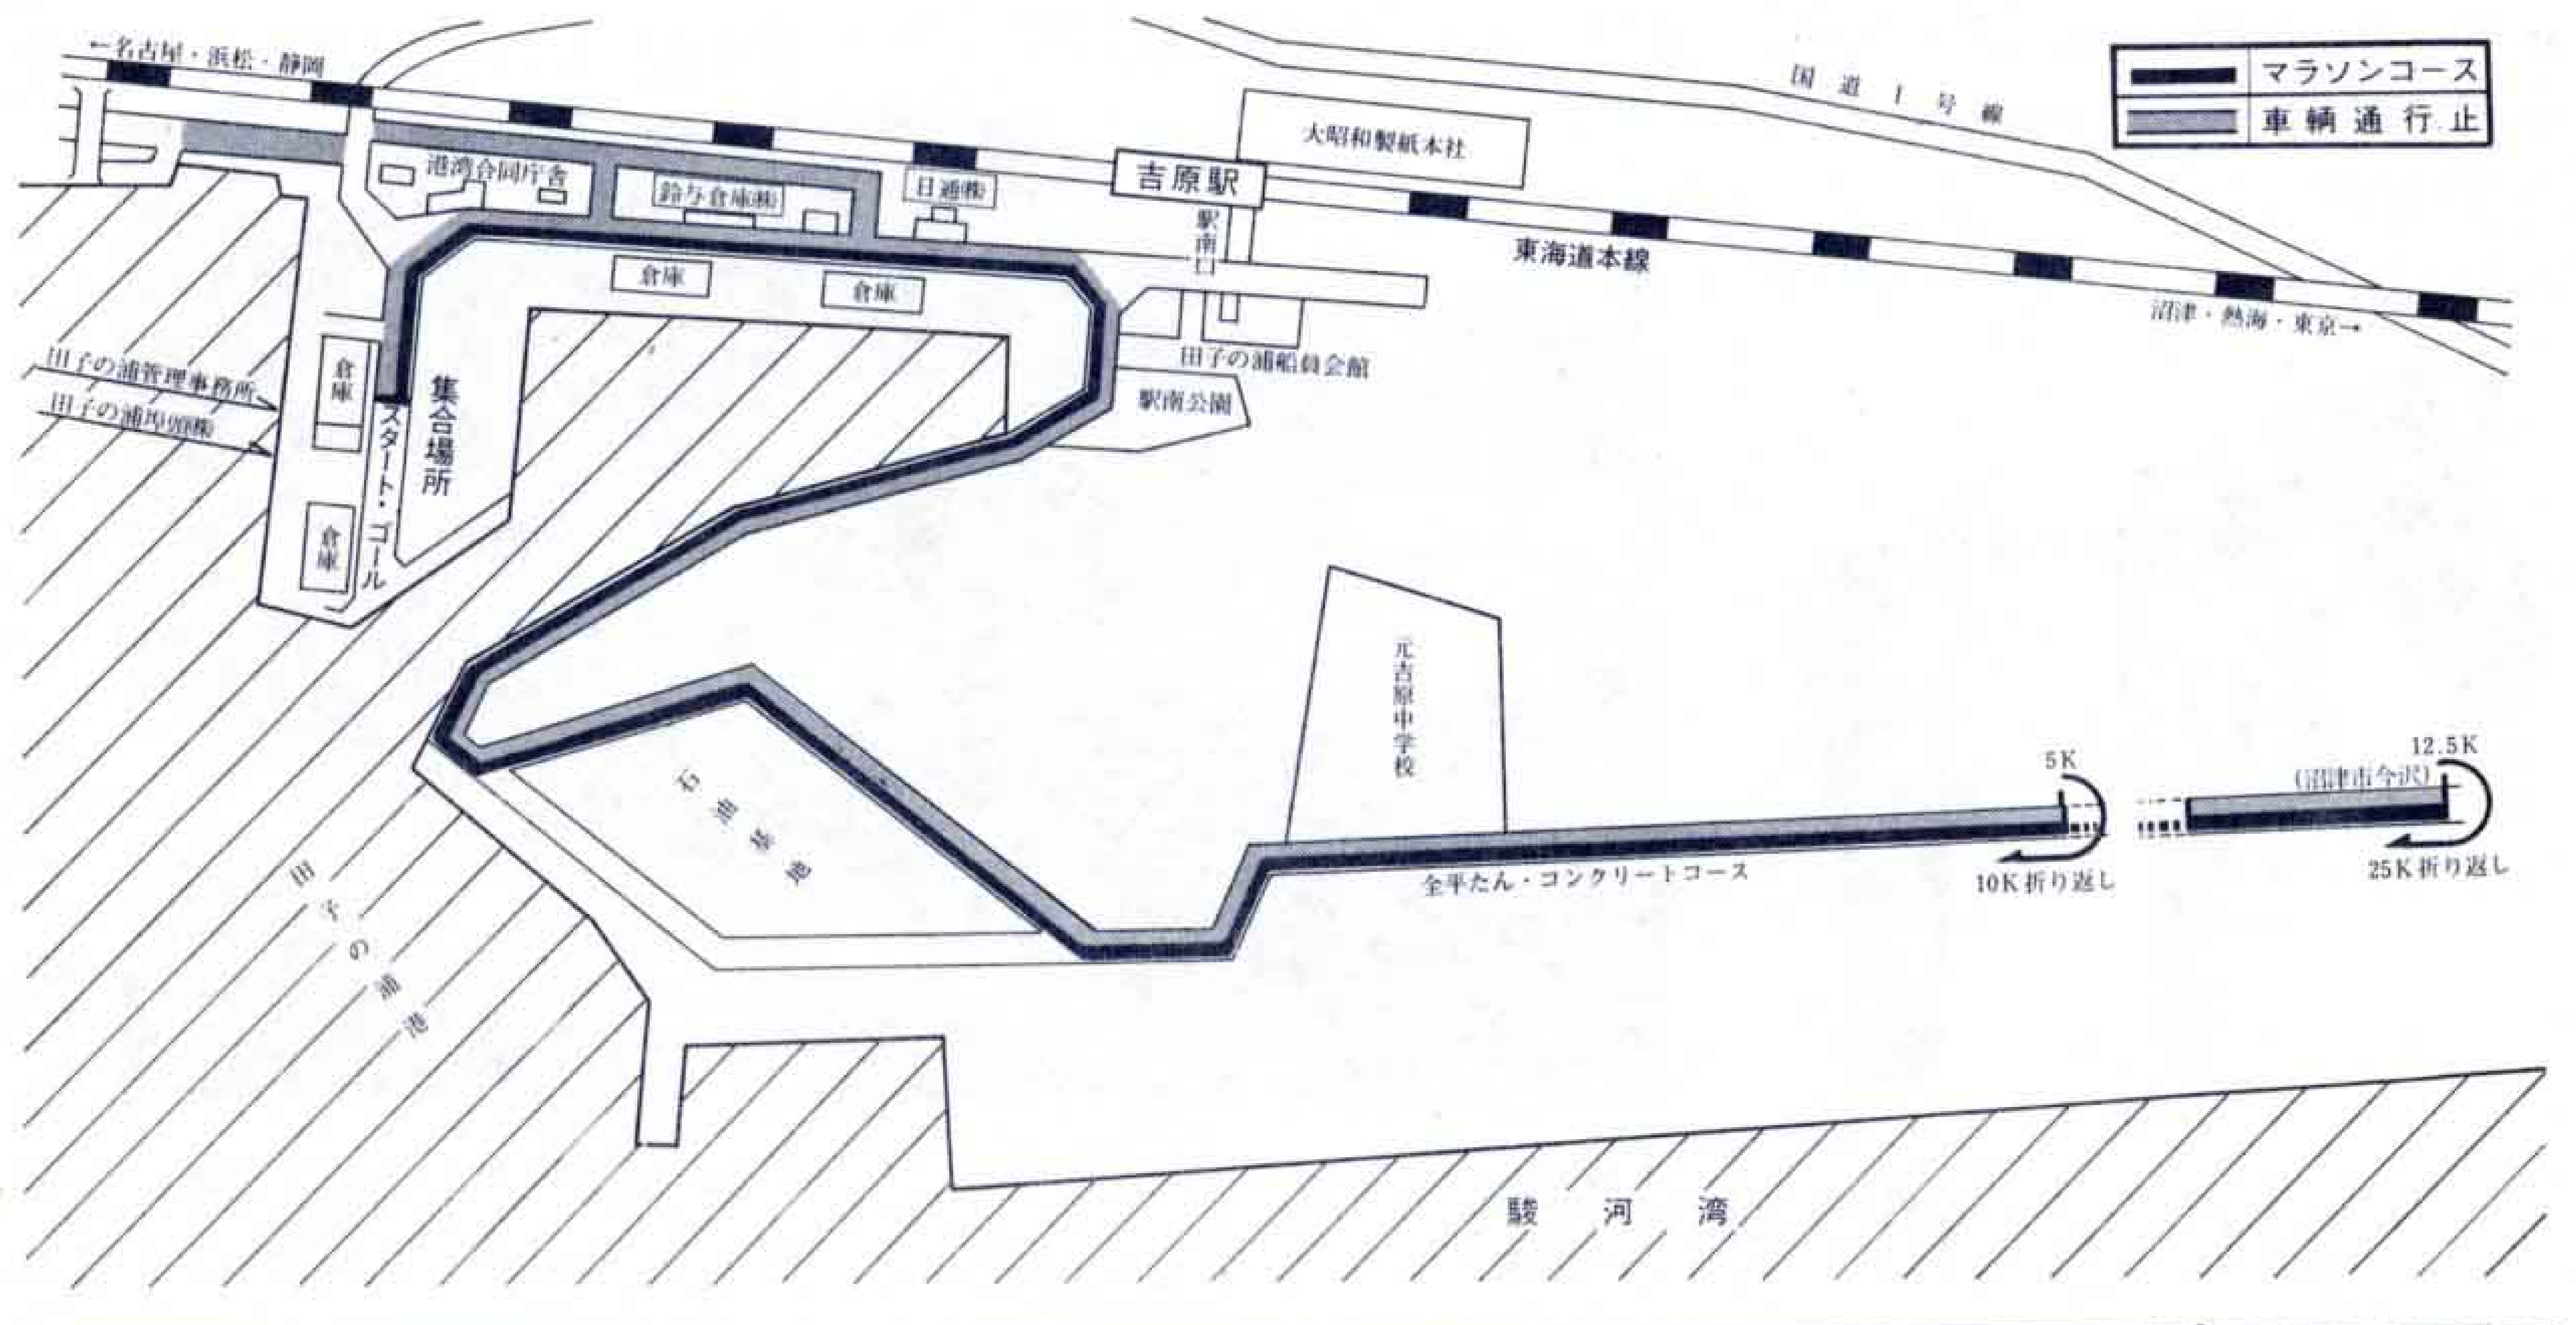 ←名古屋・浜松・静岡
国道1号線
マラソンコース
車輌通行止
大昭和製紙本社
港湾合同庁舎
鈴与倉庫㈱
日通㈱
吉原駅
駅南口
東海道本線
沼津・熱海・東京→
倉庫
倉庫
田子の浦管理事務所
田子の浦埠頭㈱
倉庫
倉庫
スタート・ゴール
集合場所
田子の浦船員会館
駅南公園
元吉原中学校
石油基地
5K
10K折り返し
12.5K
(沼津市今沢)
25K折り返し
全平たん・コンクリートコース
田子の浦港
駿河湾